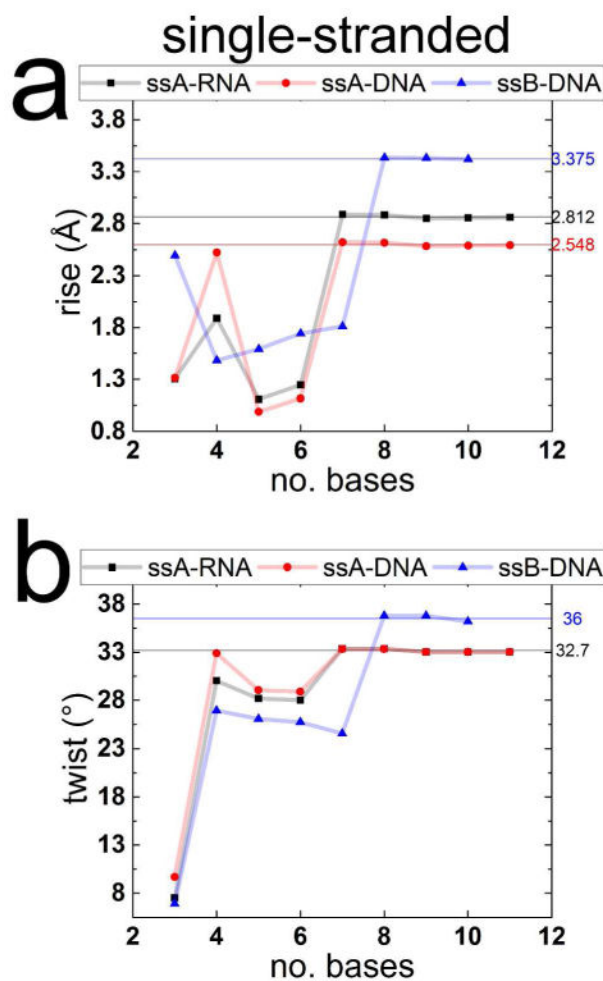 single-stranded
a
ssA-RNA ssA-DNA ssB-DNA
3.8
3.3
2.8
2.3
1.8
1.3
0.8
rise (Å)
3.375
2.812
2.548
2 4 6 8 10 12
no. bases
b
ssA-RNA ssA-DNA ssB-DNA
38
33
28
23
18
13
8
twist (°)
36
32.7
2 4 6 8 10 12
no. bases